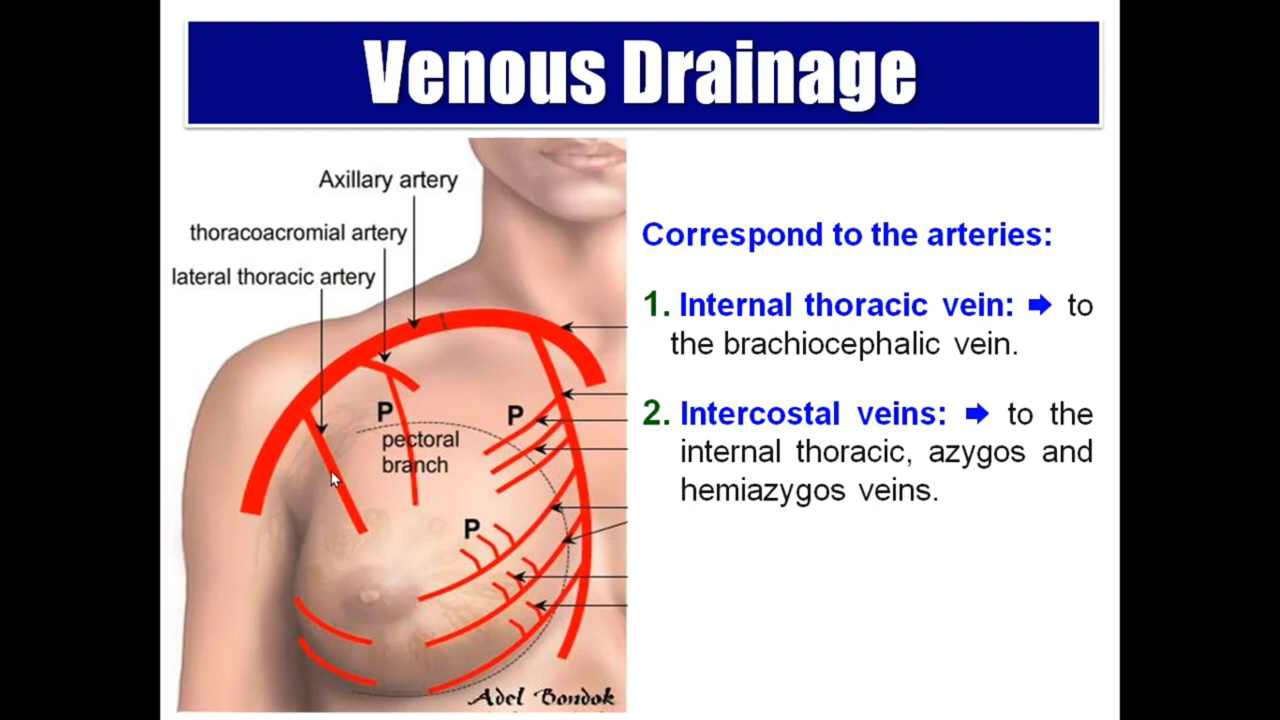 Venous Drainage
Axillary artery
thoracoacromial artery
lateral thoracic artery
P
pectoral
branch
P
P
Adel Bondok
Correspond to the arteries:
1. Internal thoracic vein: ➡ to
the brachiocephalic vein.
2. Intercostal veins: ➡ to the
internal thoracic, azygos and
hemiazygos veins.